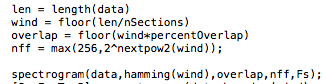 len = length(data)
wind = floor(len/nSections)
overlap = floor(wind*percentOverlap)
nff = max(256,2^nextpow2(wind));
spectrogram(data,hamming(wind),overlap,nff,Fs);